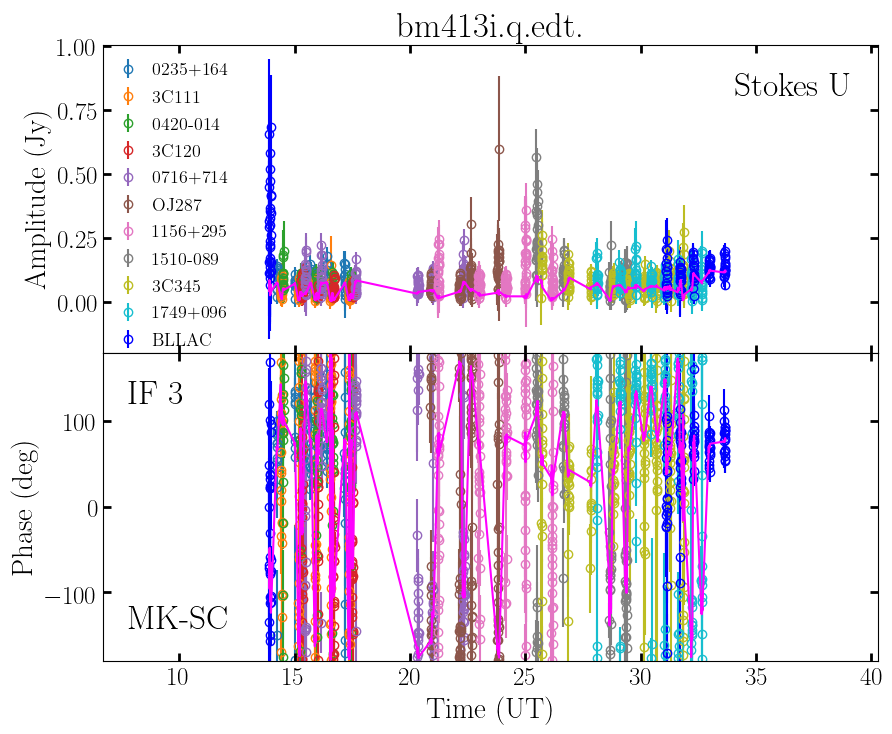 bm413i.q.edt.
Amplitude (Jy)
1.00
0.75
0.50
0.25
0.00
0235+164
3C111
0420-014
3C120
0716+714
OJ287
1156+295
1510-089
3C345
1749+096
BLLAC
Stokes U
Phase (deg)
100
0
−100
IF 3
MK-SC
10
15
20
25
30
35
40
Time (UT)